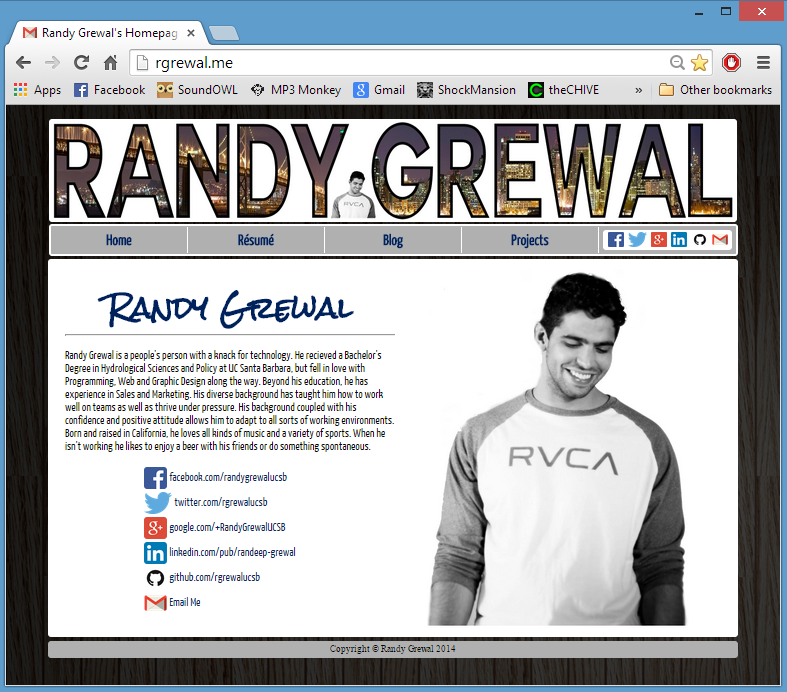 Randy Grewal's Homepag
rgrewal.me
Apps Facebook SoundOWL MP3 Monkey Gmail ShockMansion theCHIVE » Other bookmarks
RANDY GREWAL
RVCA
Home Résumé Blog Projects
Randy Grewal
Randy Grewal is a people's person with a knack for technology. He recieved a Bachelor's
Degree in Hydrological Sciences and Policy at UC Santa Barbara, but fell in love with
Programming, Web and Graphic Design along the way. Beyond his education, he has
experience in Sales and Marketing. His diverse background has taught him how to work
well on teams as well as thrive under pressure. His background coupled with his
confidence and positive attitude allows him to adapt to all sorts of working environments.
Born and raised in California, he loves all kinds of music and a variety of sports. When he
isn't working he likes to enjoy a beer with his friends or do something spontaneous.
RVCA
facebook.com/randygrewalucsb
twitter.com/rgrewalucsb
google.com/+RandyGrewalUCSB
linkedin.com/pub/randeep-grewal
github.com/rgrewalucsb
Email Me
Copyright © Randy Grewal 2014